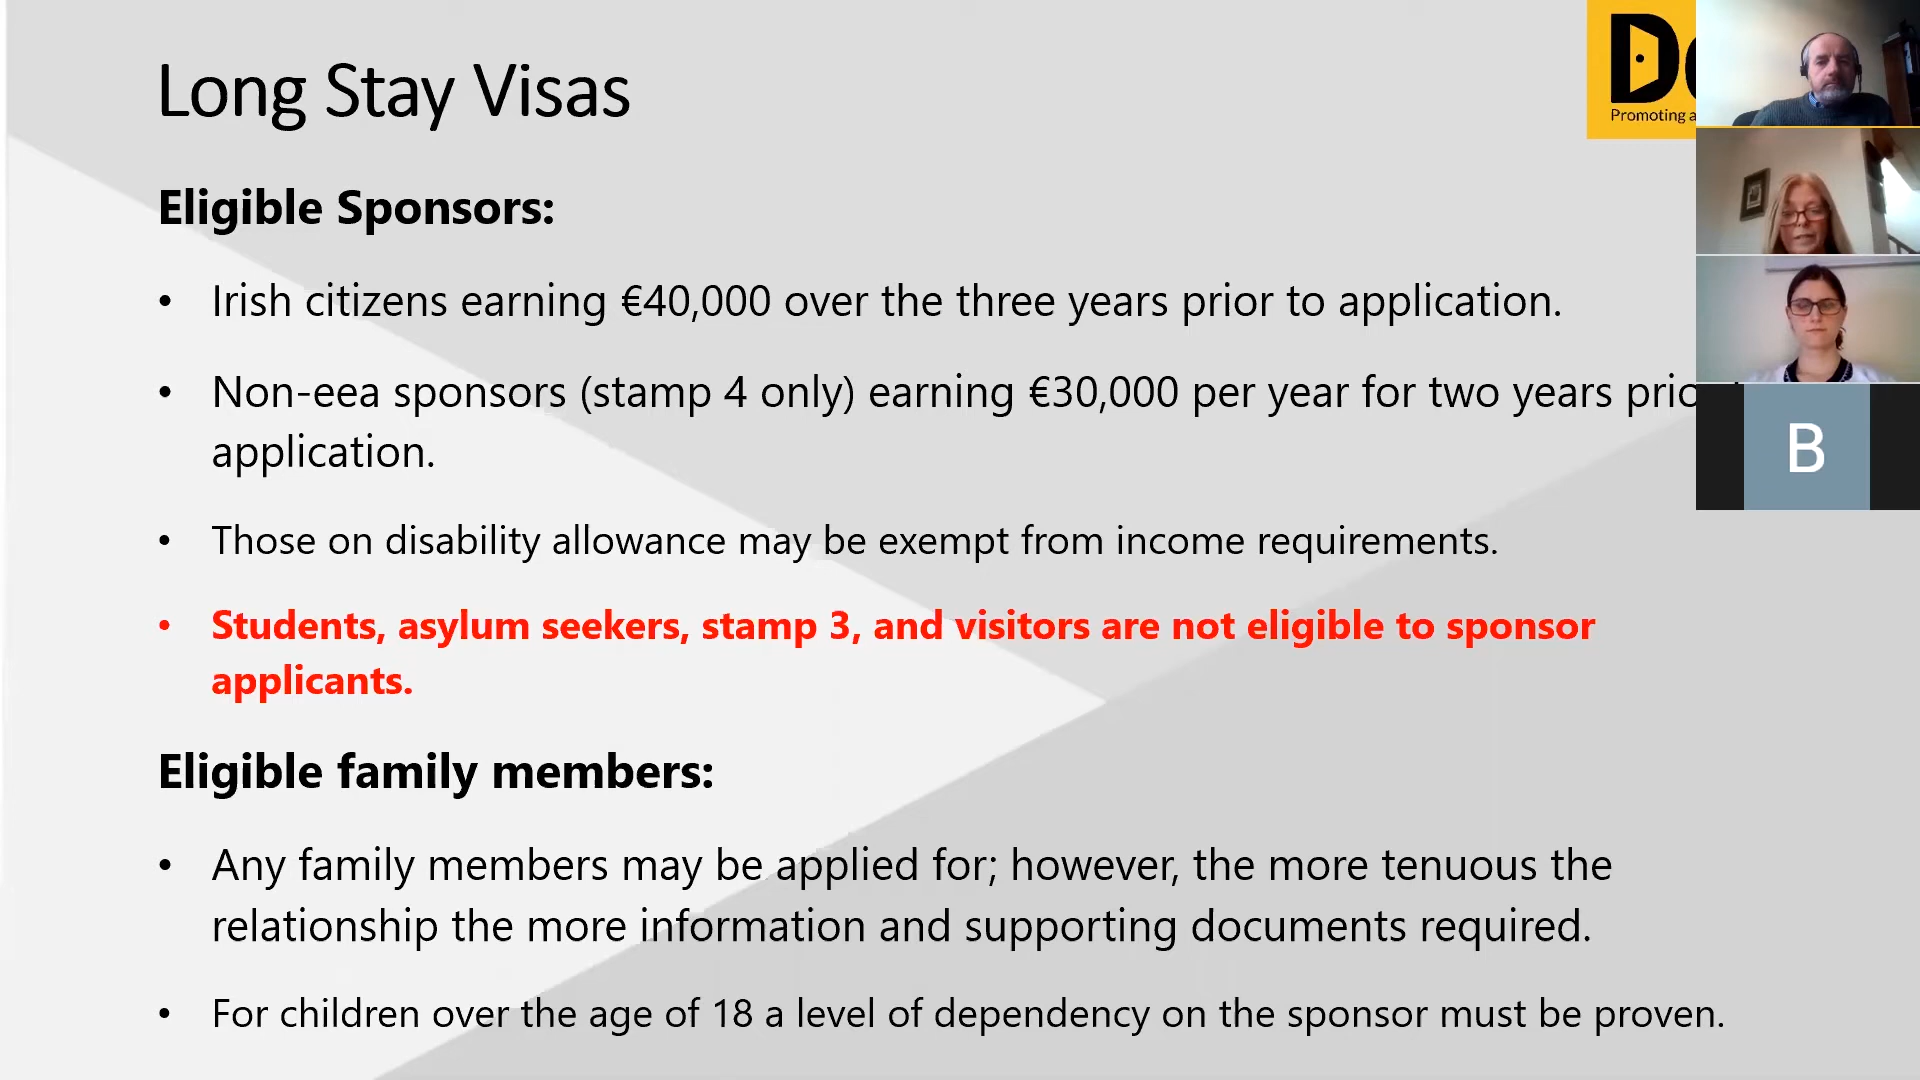 Long Stay Visas
Promoting a
Eligible Sponsors:
• Irish citizens earning €40,000 over the three years prior to application.
• Non-eea sponsors (stamp 4 only) earning €30,000 per year for two years
application.
• Those on disability allowance may be exempt from income requirements.
• Students, asylum seekers, stamp 3, and visitors are not eligible to sponsor
applicants.
Eligible family members:
• Any family members may be applied for; however, the more tenuous the
relationship the more information and supporting documents required.
• For children over the age of 18 a level of dependency on the sponsor must be proven.
B